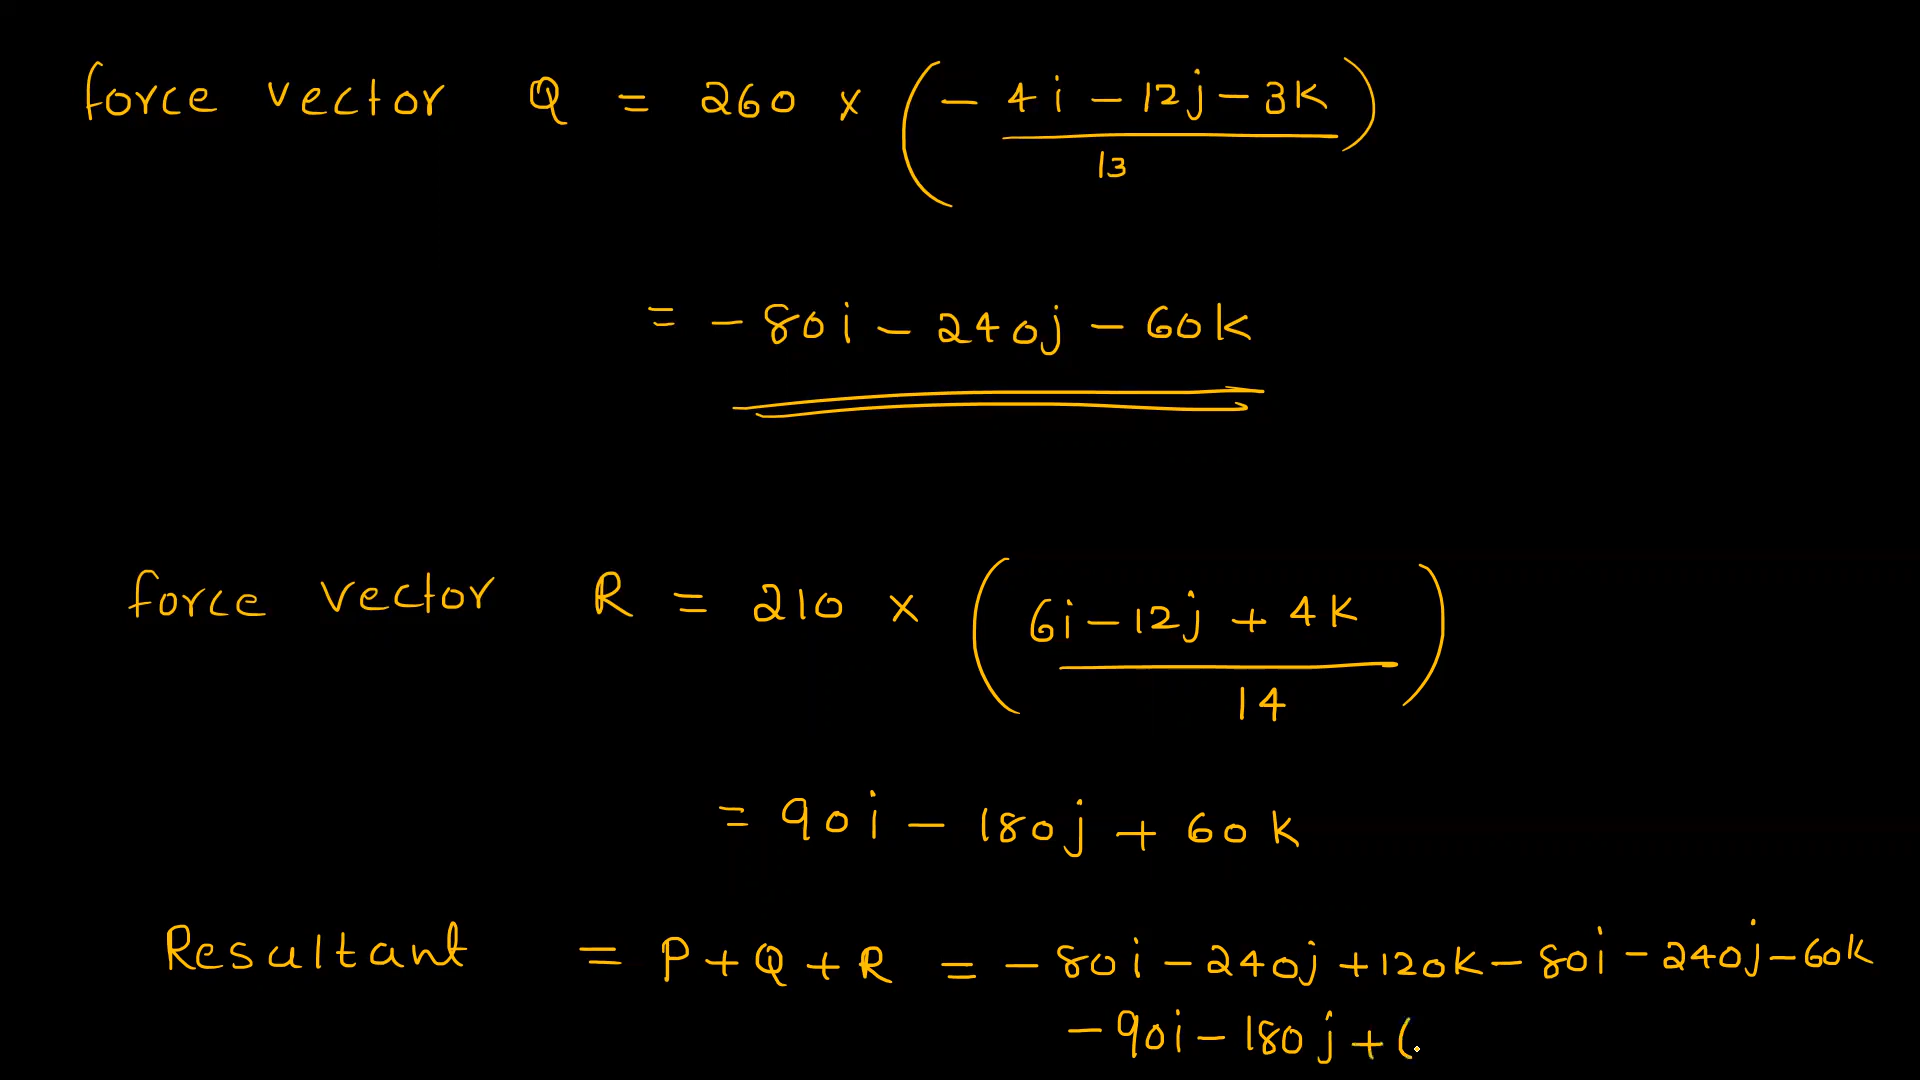 force vector Q = 260 x ( - 4i - 12j - 3k )
13
= - 80i - 240j - 60k
force vector R = 210 x ( 6i - 12j + 4k )
14
= 90i - 180j + 60k
Resultant = P + Q + R = - 80i - 240j + 120k - 80i - 240j - 60k
- 90i - 180j + (